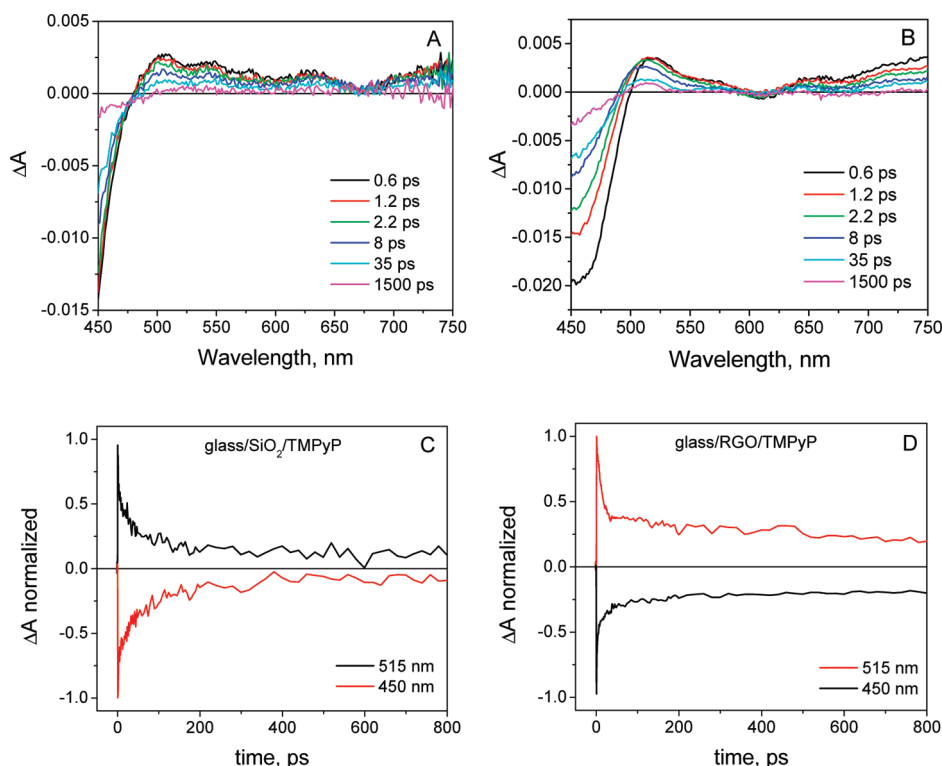 A
0.005
0.000
-0.005
-0.010
-0.015
ΔA
0.6 ps
1.2 ps
2.2 ps
8 ps
35 ps
1500 ps
450 500 550 600 650 700 750
Wavelength, nm
B
0.005
0.000
-0.005
-0.010
-0.015
-0.020
ΔA
0.6 ps
1.2 ps
2.2 ps
8 ps
35 ps
1500 ps
450 500 550 600 650 700 750
Wavelength, nm
glass/SiO₂/TMPyP
C
1.0
0.5
0.0
-0.5
-1.0
ΔA normalized
515 nm
450 nm
0 200 400 600 800
time, ps
glass/RGO/TMPyP
D
1.0
0.5
0.0
-0.5
-1.0
ΔA normalized
515 nm
450 nm
0 200 400 600 800
time, ps